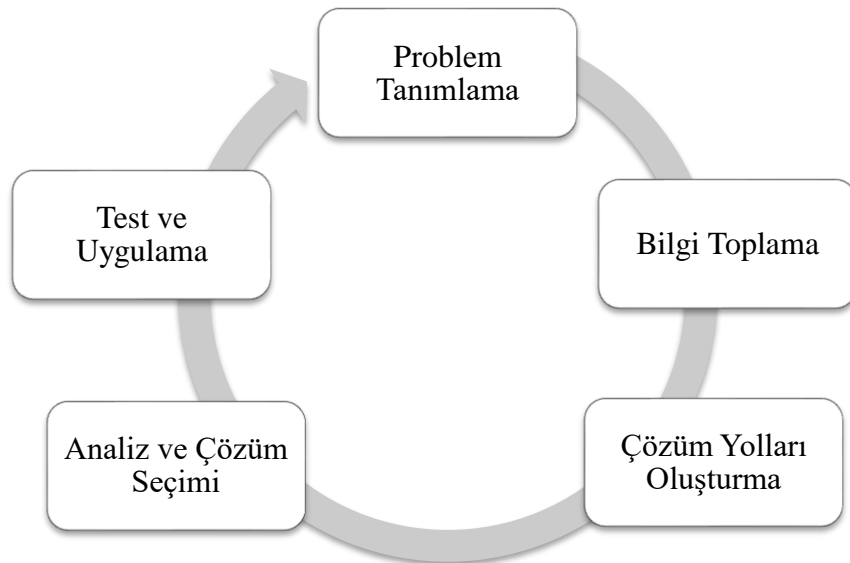 Problem
Tanımlama
Bilgi Toplama
Çözüm Yolları
Oluşturma
Analiz ve Çözüm
Seçimi
Test ve
Uygulama